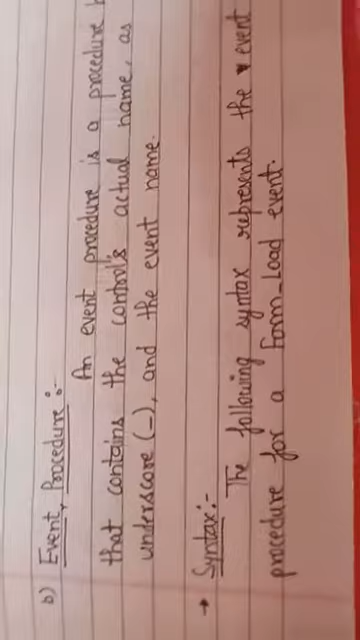 b) Event Procedure :-
An event procedure is a procedure
that contains the control's actual name, as
underscore (_), and the event name.
→ Syntax:-
The following syntax represents the event
procedure for a Form_Load event.